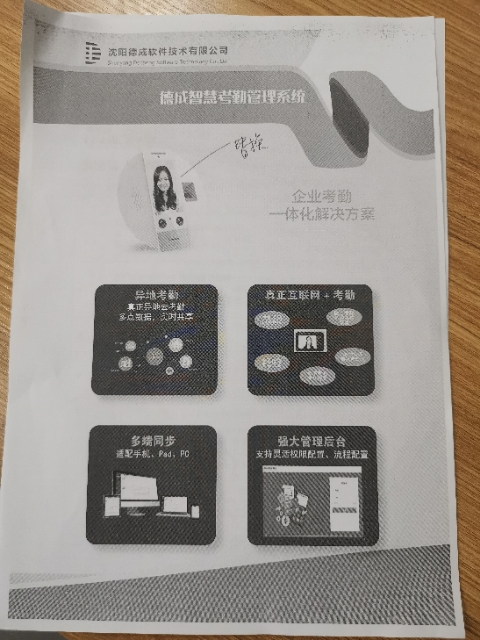 沈阳德成软件技术有限公司
Shenyang Decheng Software Technology Co.,Ltd
德成智慧考勤管理系统
替换
企业考勤
一体化解决方案
异地考勤
真正异地云考勤
多点数据、实时共享
真正互联网+考勤
多端同步
适配手机、Pad、PC
强大管理后台
支持灵活权限配置、流程配置